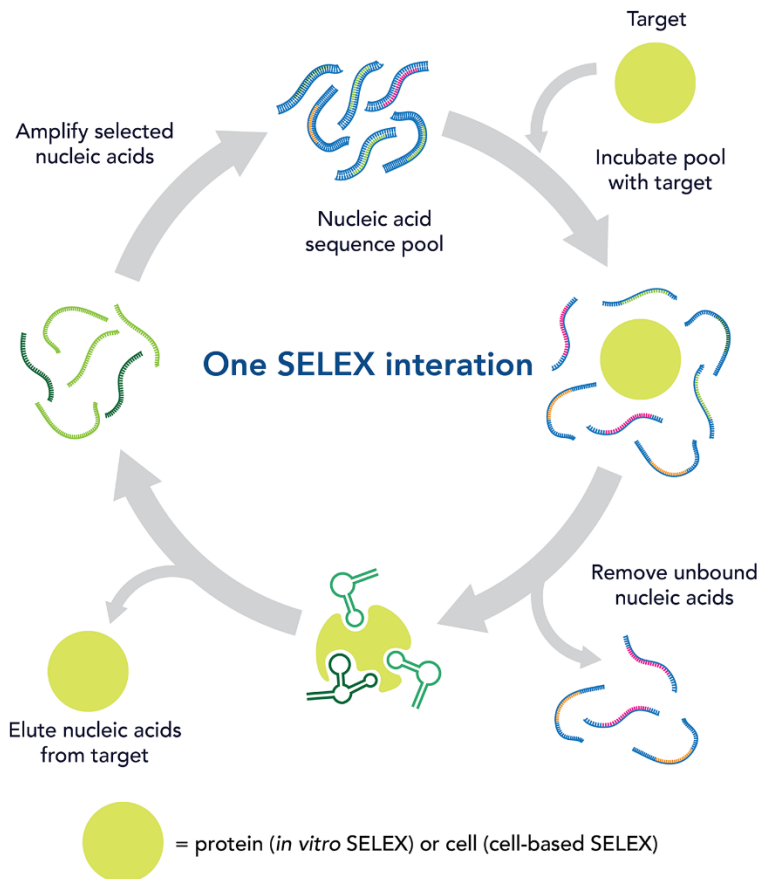 Target
Amplify selected
nucleic acids
Incubate pool
with target
Nucleic acid
sequence pool
One SELEX interation
Remove unbound
nucleic acids
Elute nucleic acids
from target
= protein (in vitro SELEX) or cell (cell-based SELEX)